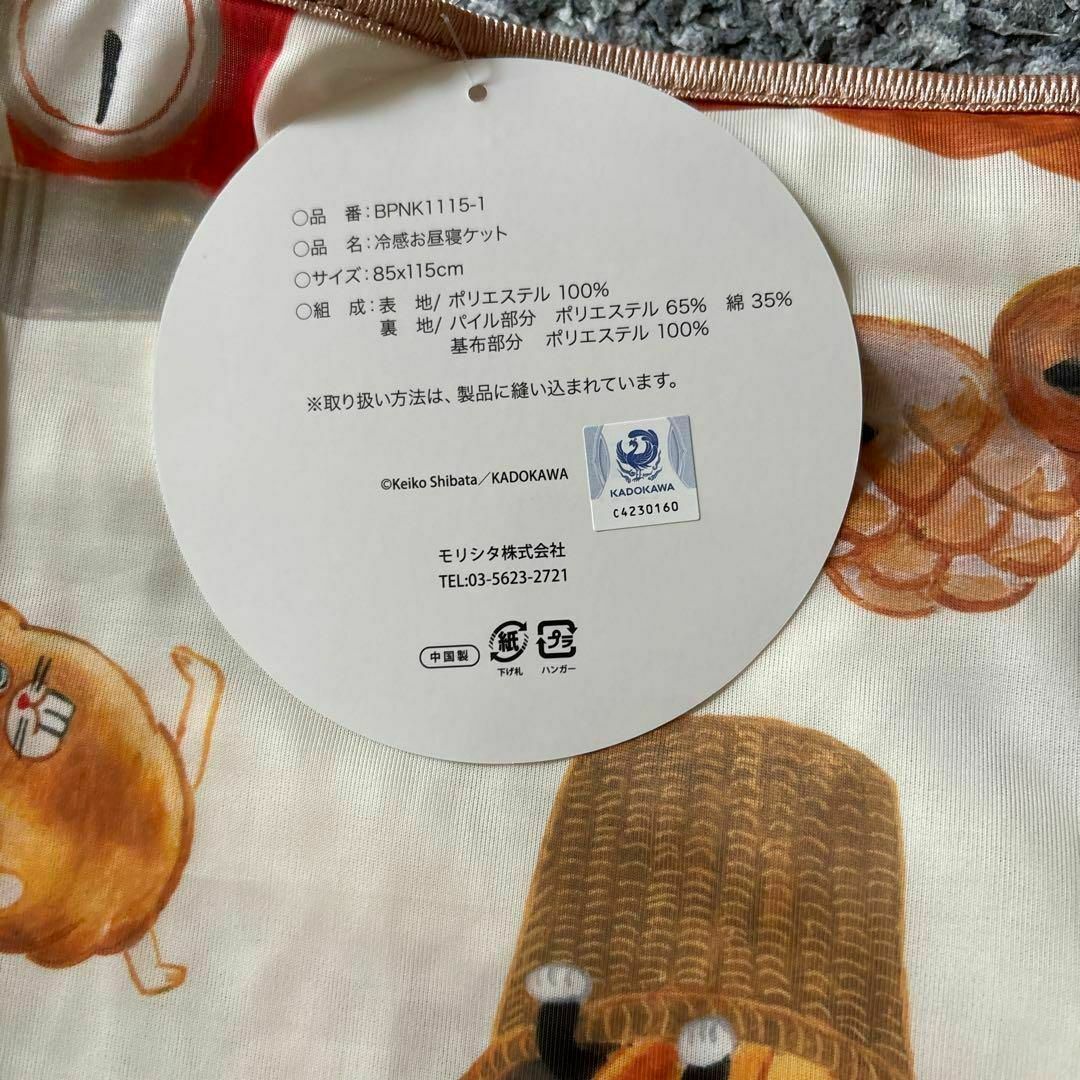 ○品　番：BPNK1115-1
○品　名：冷感お昼寝ケット
○サイズ：85x115cm
○組　成：表　地/ ポリエステル 100%
裏　地/ パイル部分　ポリエステル 65%　綿 35%
基布部分　ポリエステル 100%
※取り扱い方法は、製品に縫い込まれています。
©Keiko Shibata／KADOKAWA
KADOKAWA
C4230160
モリシタ株式会社
TEL:03-5623-2721
中国製
紙
下げ札
プラ
ハンガー